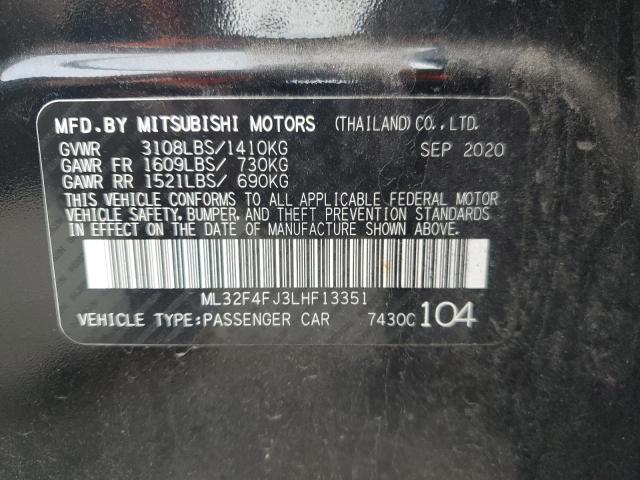 MFD.BY MITSUBISHI MOTORS (THAILAND)CO.,LTD.
GVWR 3108LBS/1410KG SEP 2020
GAWR FR 1609LBS/ 730KG
GAWR RR 1521LBS/ 690KG
THIS VEHICLE CONFORMS TO ALL APPLICABLE FEDERAL MOTOR
VEHICLE SAFETY, BUMPER, AND THEFT PREVENTION STANDARDS
IN EFFECT ON THE DATE OF MANUFACTURE SHOWN ABOVE.
ML32F4FJ3LHF13351
VEHICLE TYPE:PASSENGER CAR 7430C 104